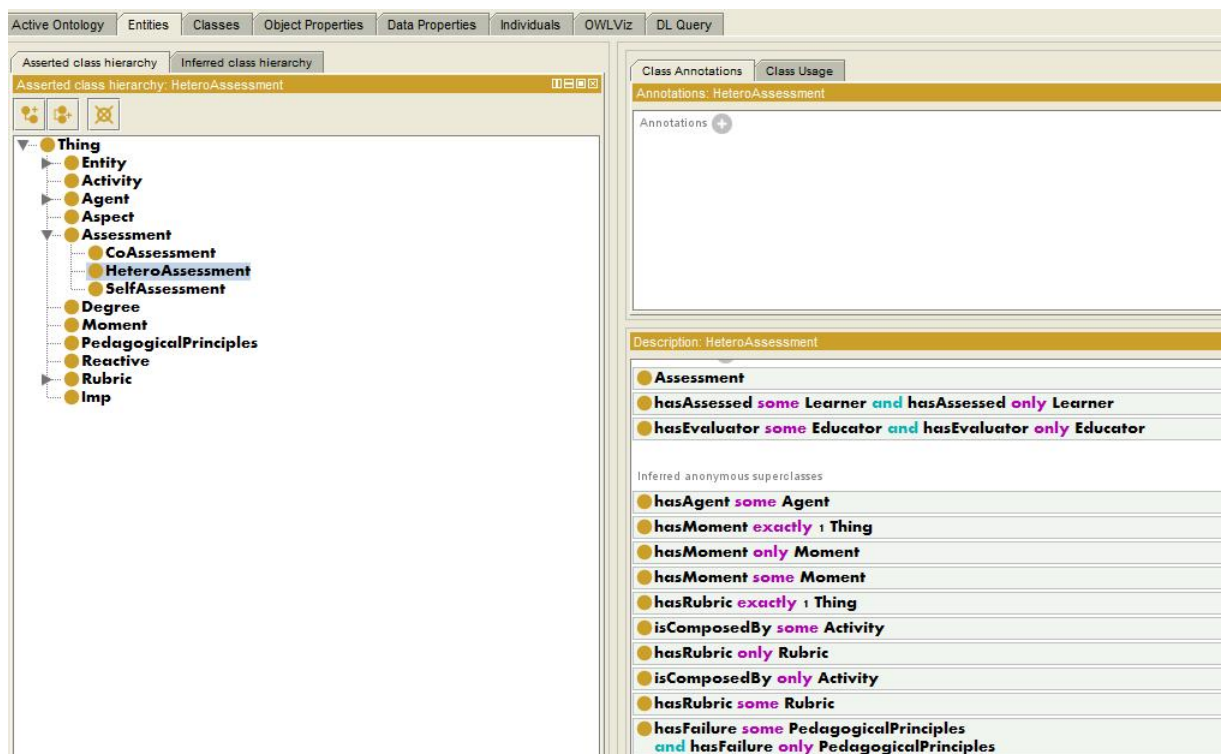 Active Ontology Entities Classes Object Properties Data Properties Individuals OWLViz DL Query
Asserted class hierarchy Inferred class hierarchy
Asserted class hierarchy: HeteroAssessment
Thing
Entity
Activity
Agent
Aspect
Assessment
CoAssessment
HeteroAssessment
SelfAssessment
Degree
Moment
PedagogicalPrinciples
Reactive
Rubric
Imp
Class Annotations Class Usage
Annotations: HeteroAssessment
Annotations
Description: HeteroAssessment
Assessment
hasAssessed some Learner and hasAssessed only Learner
hasEvaluator some Educator and hasEvaluator only Educator
Inferred anonymous superclasses
hasAgent some Agent
hasMoment exactly 1 Thing
hasMoment only Moment
hasMoment some Moment
hasRubric exactly 1 Thing
isComposedBy some Activity
hasRubric only Rubric
isComposedBy only Activity
hasRubric some Rubric
hasFailure some PedagogicalPrinciples
and hasFailure only PedagogicalPrinciples